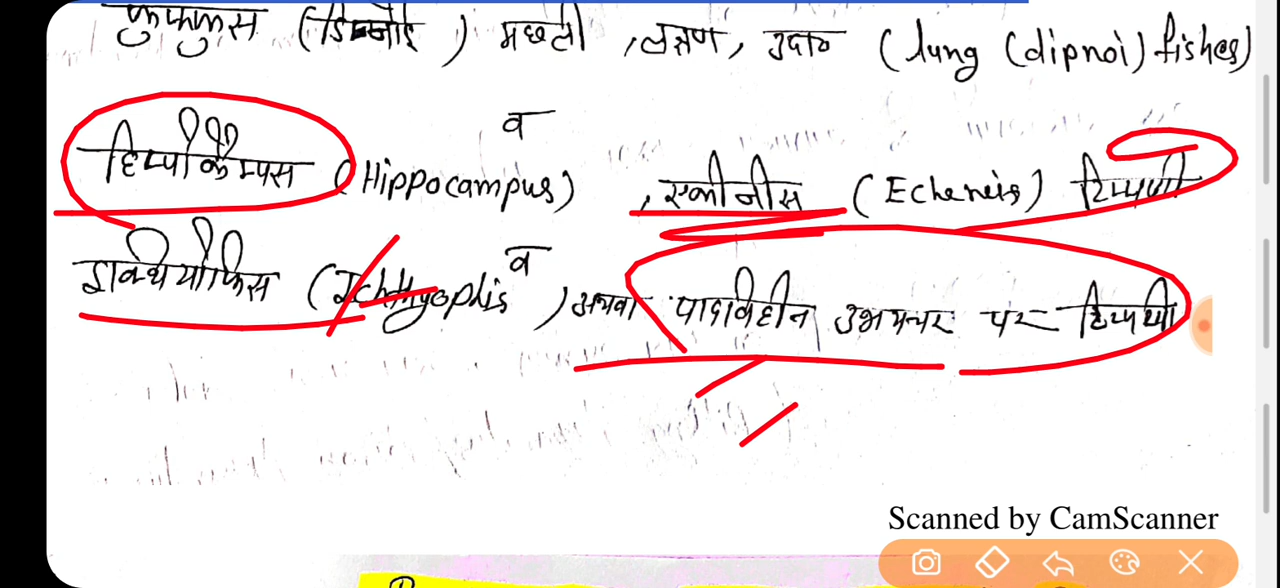 फुफ्फुस (डिप्नोई) मछली, लक्षण, उदा० (lung (dipnoi) fishes)
हिप्पोकैम्पस (Hippocampus) व , इकीनीस (Echeneis) टिप्पणी
इक्थियोफिस (Ichthyophis) व अथवा पादविहीन उभयचर पर टिप्पणी
Scanned by CamScanner